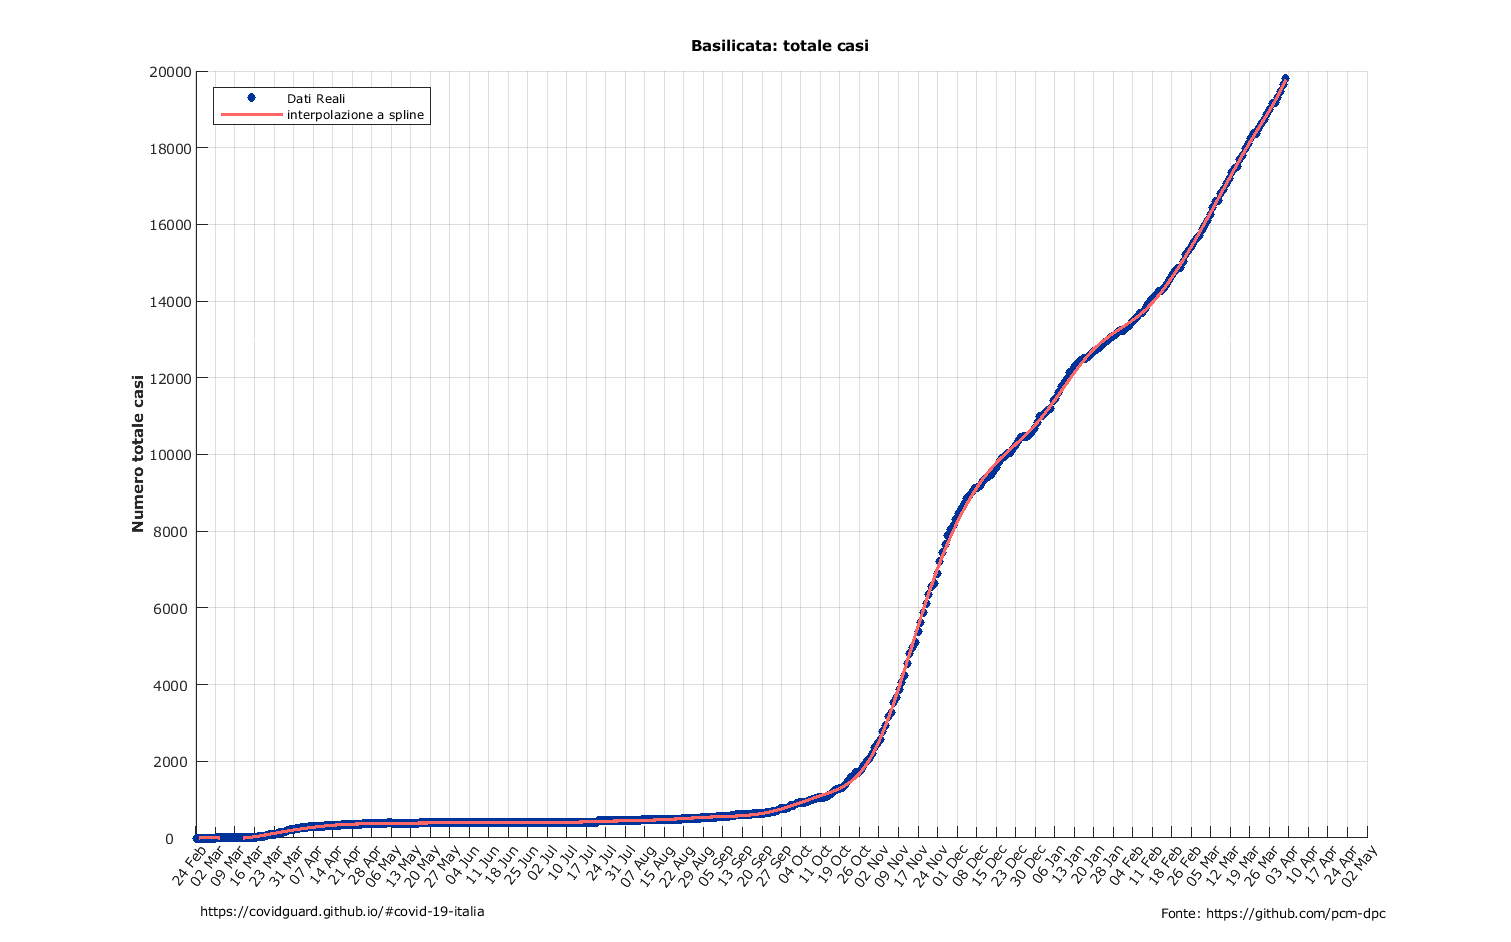 Basilicata: totale casi
Dati Reali
interpolazione a spline
Numero totale casi
20000
18000
16000
14000
12000
10000
8000
6000
4000
2000
0
24 Feb
02 Mar
09 Mar
16 Mar
23 Mar
31 Mar
07 Apr
14 Apr
21 Apr
28 Apr
06 May
13 May
20 May
27 May
04 Jun
11 Jun
18 Jun
25 Jun
02 Jul
10 Jul
17 Jul
24 Jul
31 Jul
07 Aug
15 Aug
22 Aug
29 Aug
05 Sep
13 Sep
20 Sep
27 Sep
04 Oct
11 Oct
19 Oct
26 Oct
02 Nov
09 Nov
17 Nov
24 Nov
01 Dec
08 Dec
15 Dec
23 Dec
30 Dec
06 Jan
13 Jan
20 Jan
28 Jan
04 Feb
11 Feb
18 Feb
26 Feb
05 Mar
12 Mar
19 Mar
26 Mar
03 Apr
10 Apr
17 Apr
24 Apr
02 May
https://covidguard.github.io/#covid-19-italia
Fonte: https://github.com/pcm-dpc